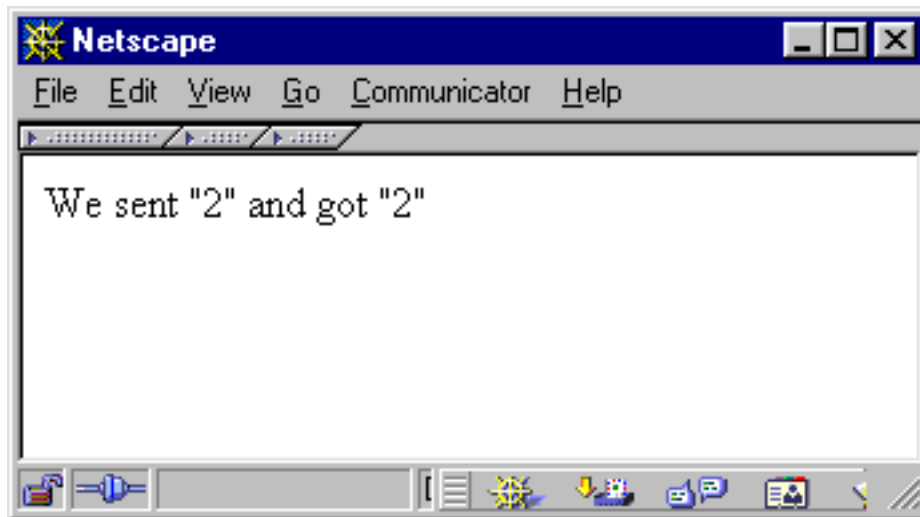 Netscape
File Edit View Go Communicator Help
We sent "2" and got "2"